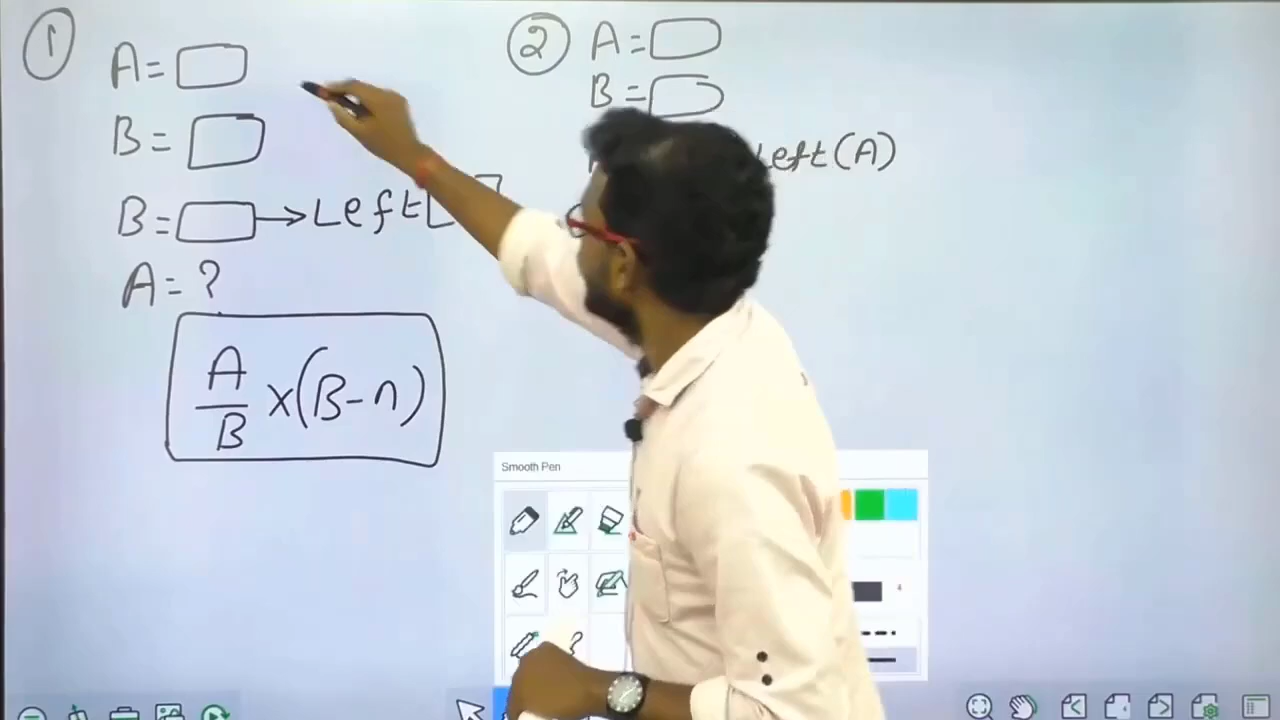 1
A=
B=
B= → Left
A= ?
A/B ×(B-n)
2
A=
B=
Left(A)
Smooth Pen